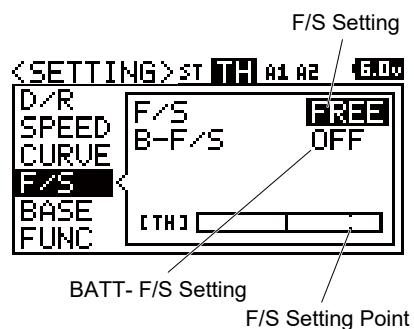 F/S Setting
<SETTING> ST TH A1 A2 6.0v
D/R
SPEED
CURVE
F/S
BASE
FUNC
F/S FREE
B-F/S OFF
[TH]
BATT- F/S Setting
F/S Setting Point